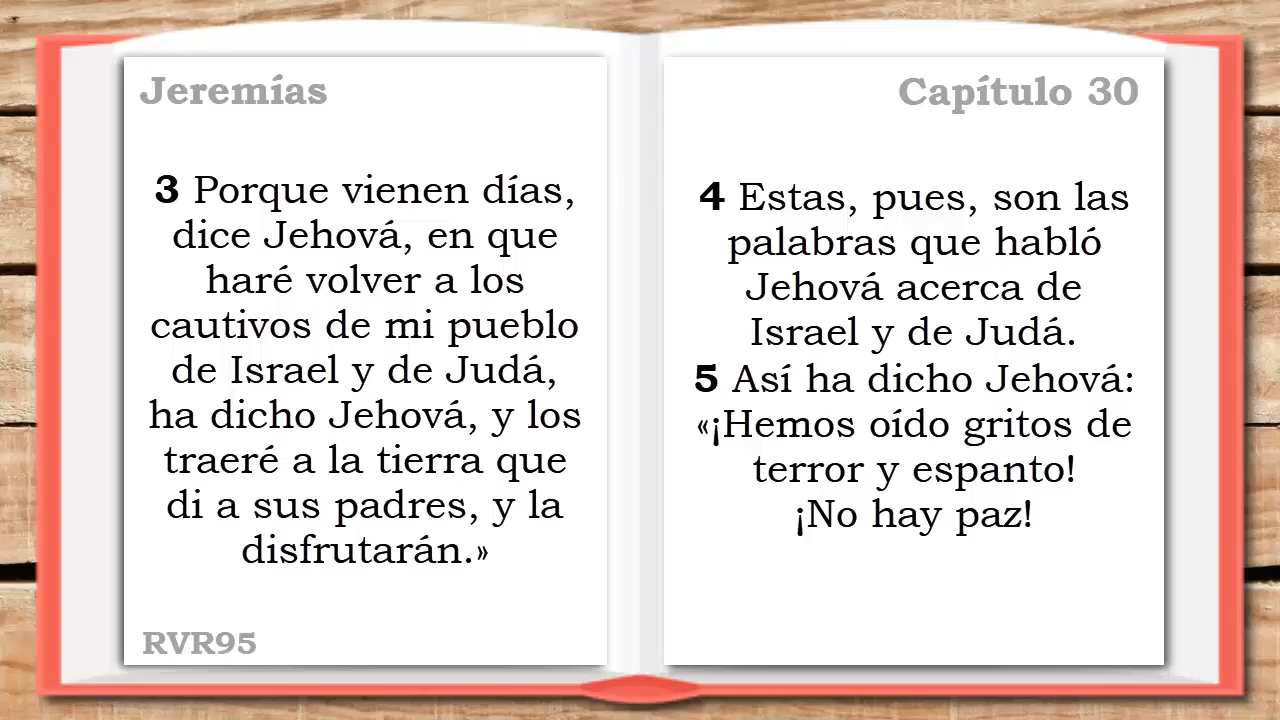 Jeremías
3 Porque vienen días,
dice Jehová, en que
haré volver a los
cautivos de mi pueblo
de Israel y de Judá,
ha dicho Jehová, y los
traeré a la tierra que
di a sus padres, y la
disfrutarán.»
RVR95
Capítulo 30
4 Estas, pues, son las
palabras que habló
Jehová acerca de
Israel y de Judá.
5 Así ha dicho Jehová:
«¡Hemos oído gritos de
terror y espanto!
¡No hay paz!